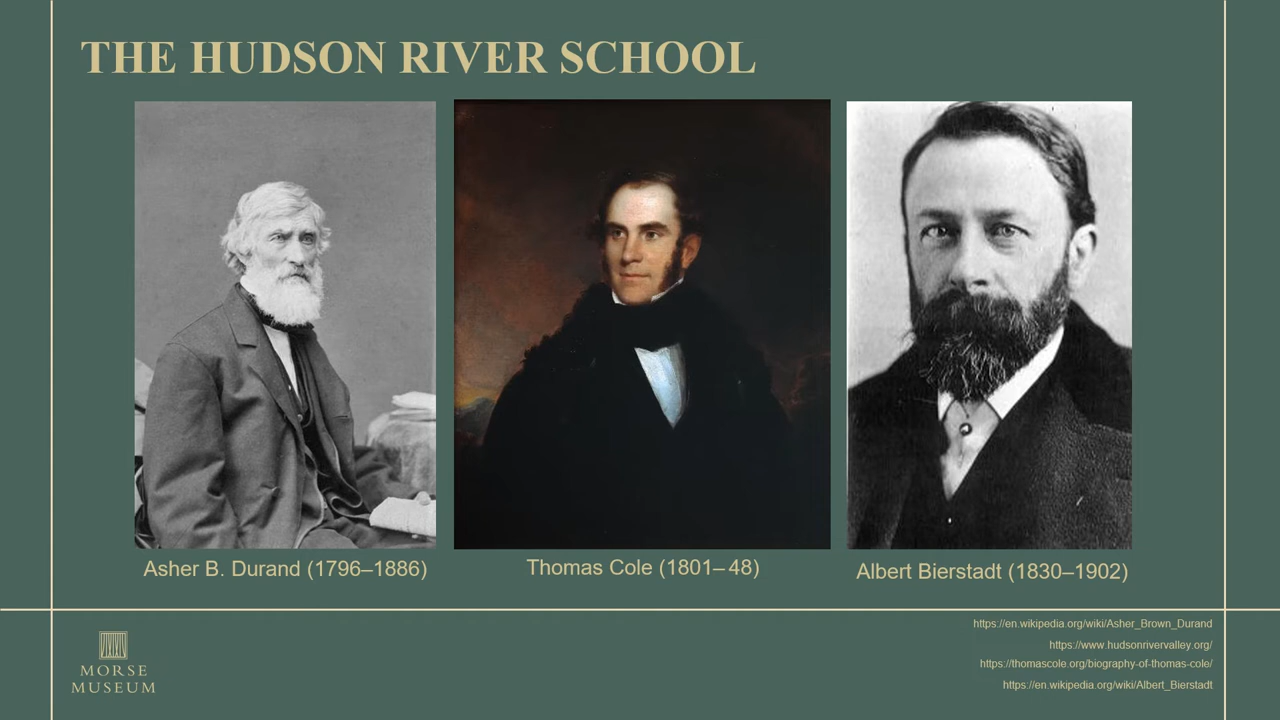 THE HUDSON RIVER SCHOOL
Asher B. Durand (1796–1886)
Thomas Cole (1801– 48)
Albert Bierstadt (1830–1902)
MORSE
MUSEUM
https://en.wikipedia.org/wiki/Asher_Brown_Durand
https://www.hudsonrivervalley.org/
https://thomascole.org/biography-of-thomas-cole/
https://en.wikipedia.org/wiki/Albert_Bierstadt